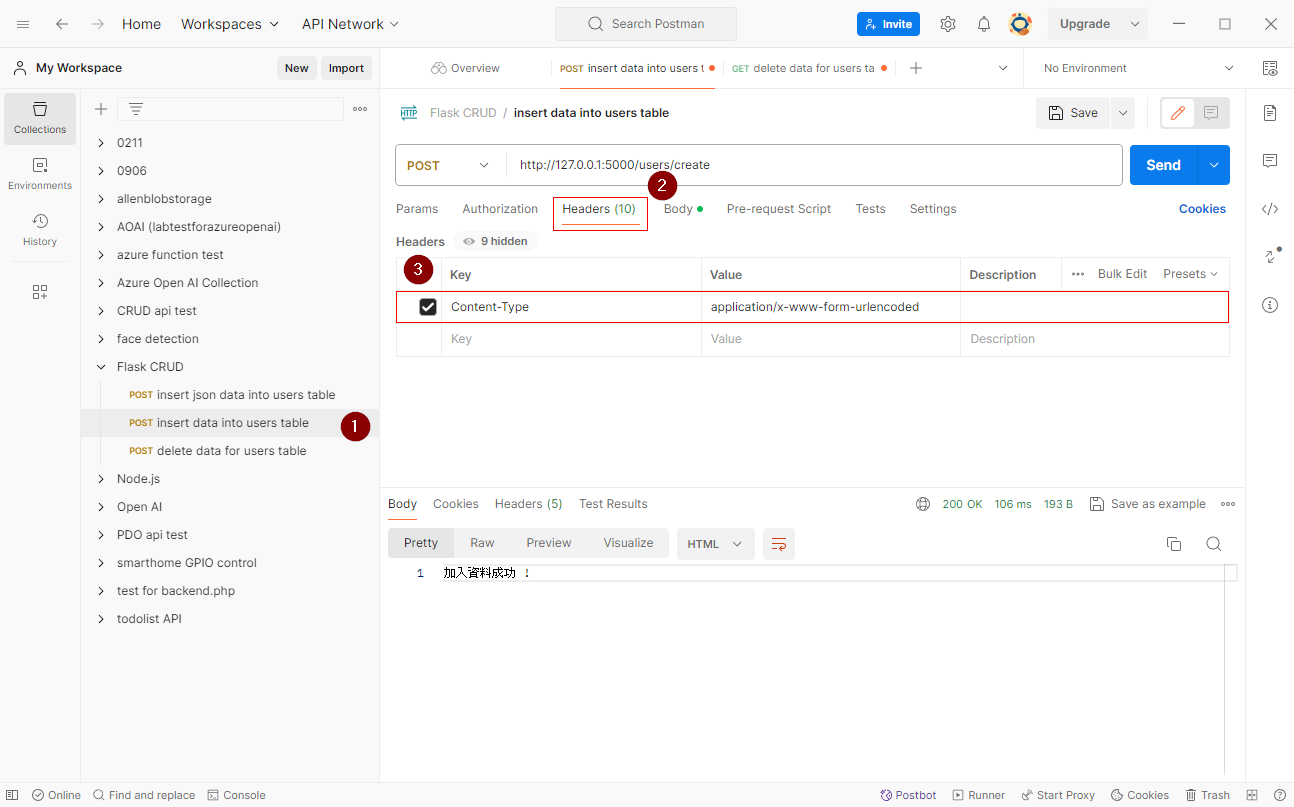 Home Workspaces API Network Search Postman Invite Upgrade
My Workspace New Import Overview POST insert data into users t GET delete data for users ta No Environment
Collections
Environments
History
0211
0906
allenblobstorage
AOAI (labtestforazureopenai)
azure function test
Azure Open AI Collection
CRUD api test
face detection
Flask CRUD
POST insert json data into users table
POST insert data into users table 1
POST delete data for users table
Node.js
Open AI
PDO api test
smarthome GPIO control
test for backend.php
todolist API
HTTP Flask CRUD / insert data into users table Save
POST http://127.0.0.1:5000/users/create Send
2
Params Authorization Headers (10) Body Pre-request Script Tests Settings Cookies
Headers 9 hidden
3 Key Value Description Bulk Edit Presets
Content-Type application/x-www-form-urlencoded
Key Value Description
Body Cookies Headers (5) Test Results 200 OK 106 ms 193 B Save as example
Pretty Raw Preview Visualize HTML
1 加入資料成功 !
Online Find and replace Console Postbot Runner Start Proxy Cookies Trash